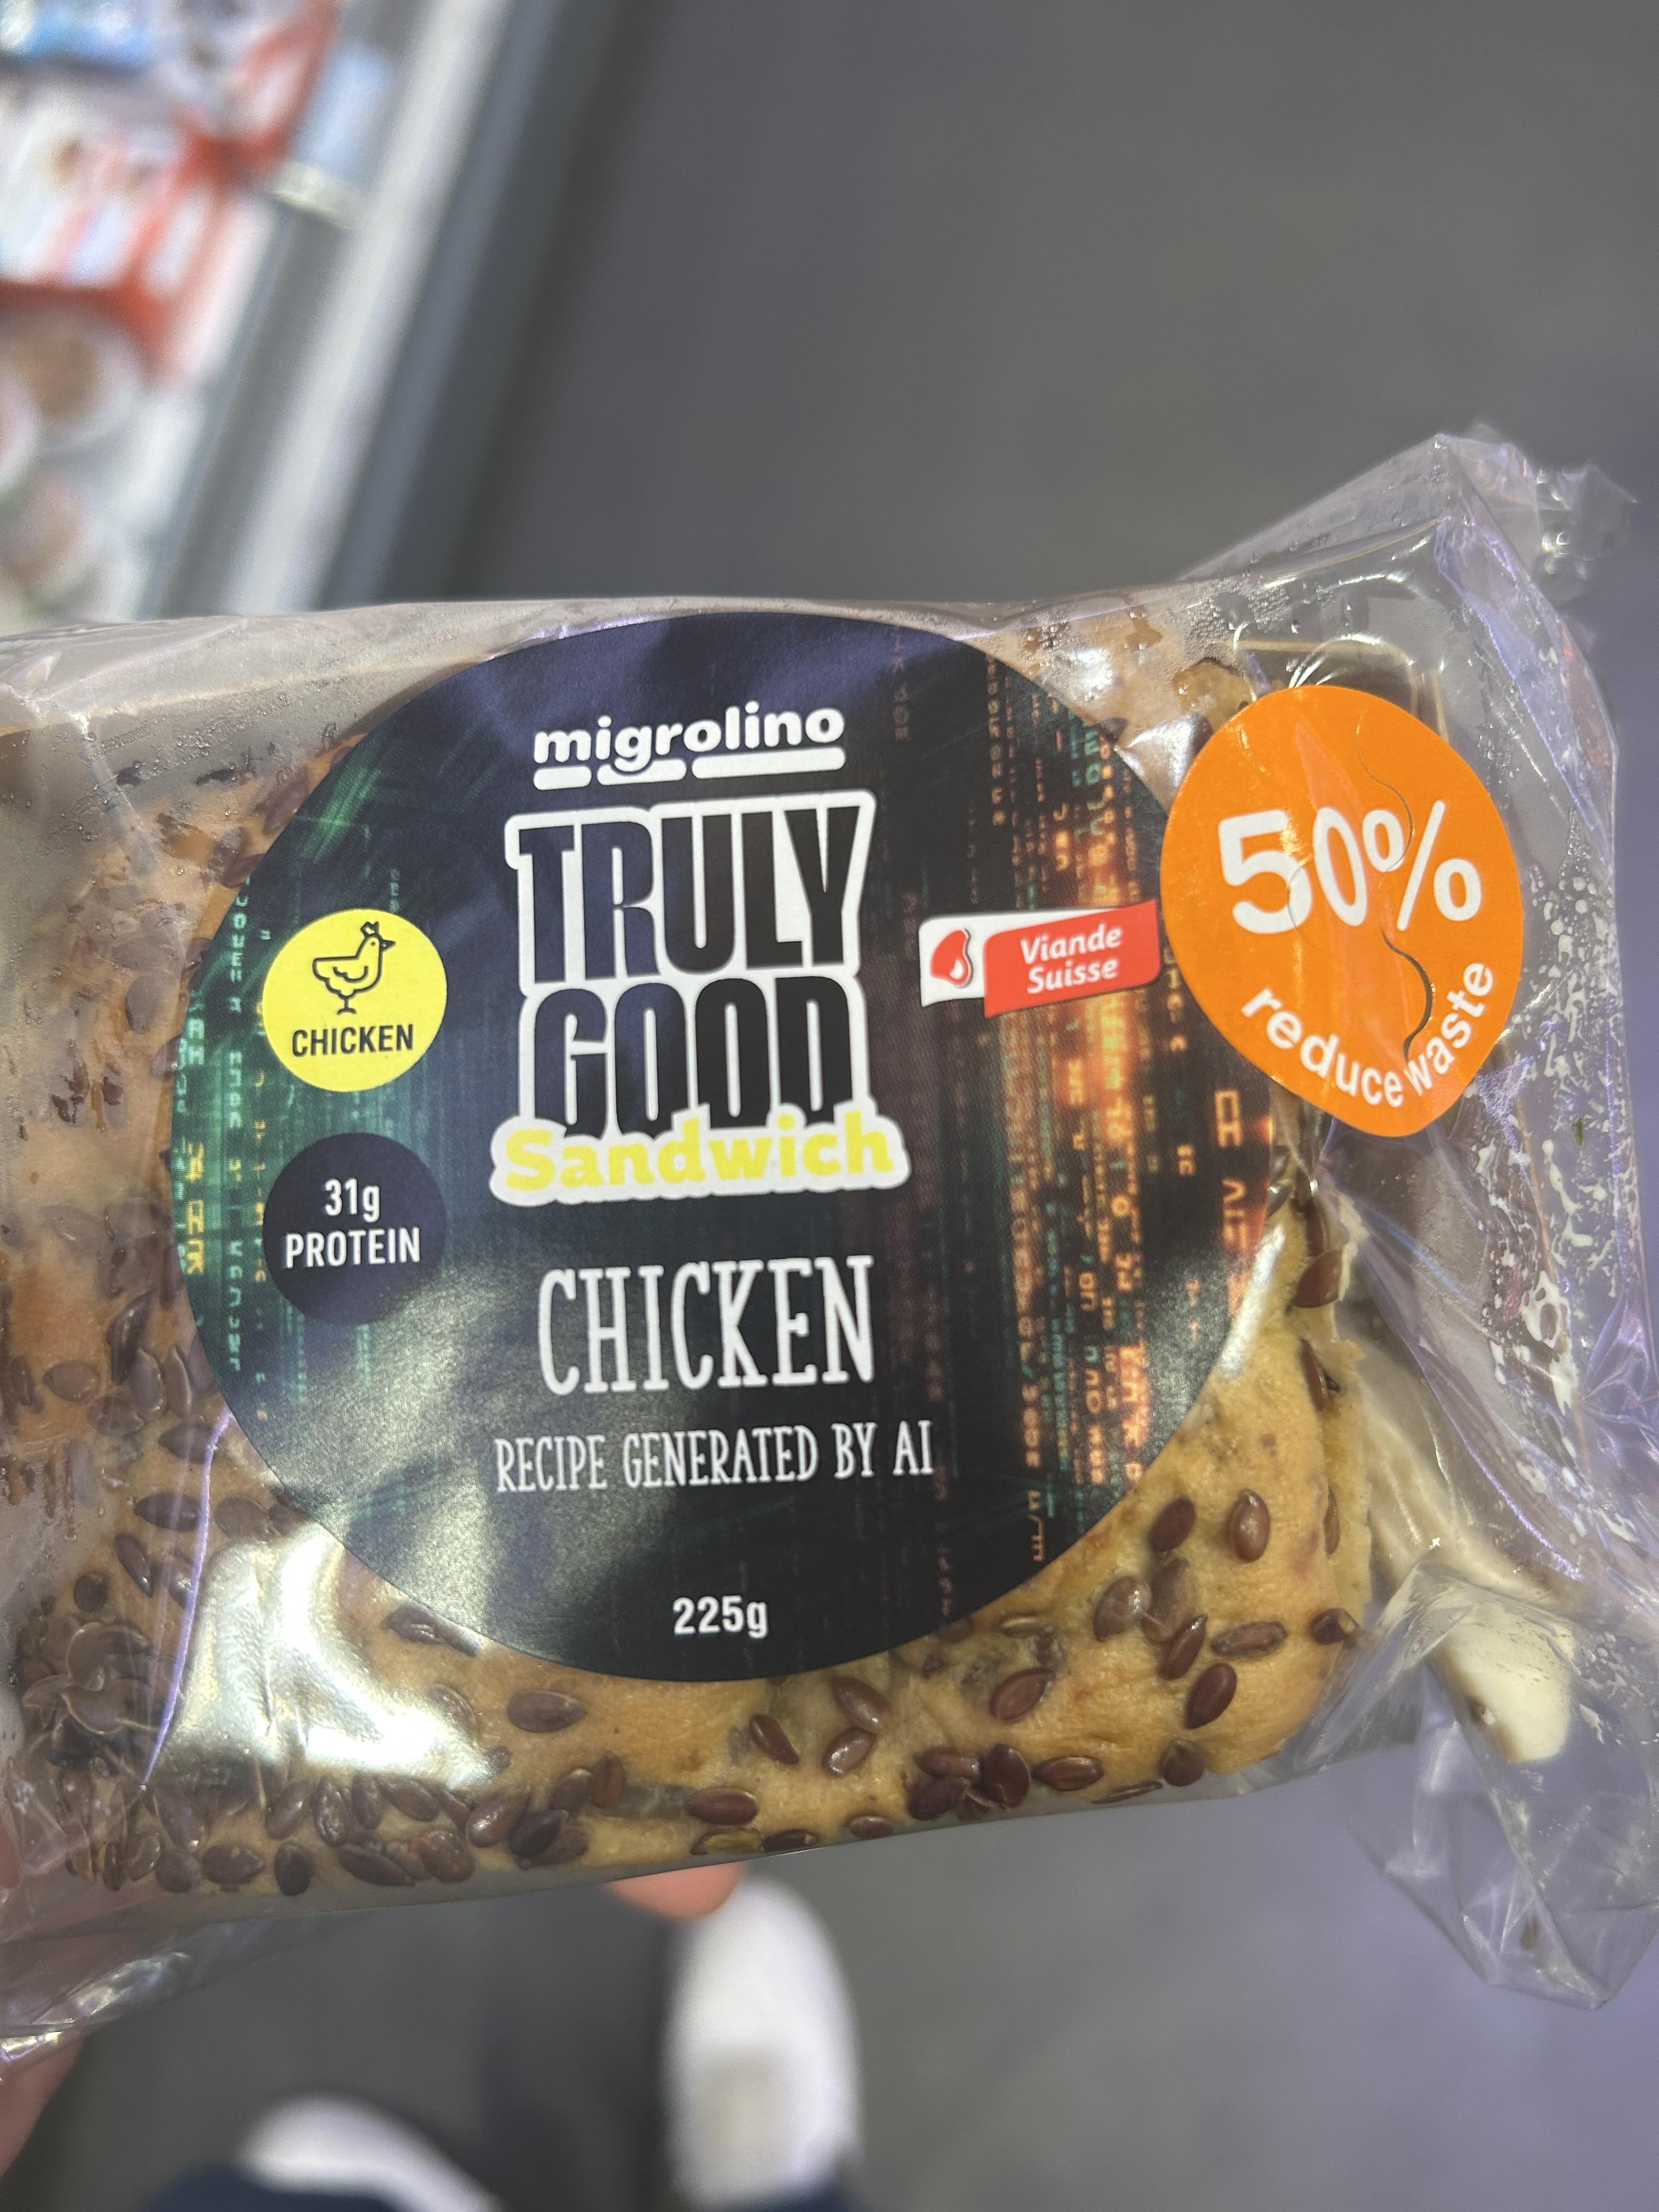 migrolino
TRULY
GOOD
Sandwich
CHICKEN
31g
PROTEIN
Viande
Suisse
50%
reduce waste
CHICKEN
RECIPE GENERATED BY AI
225g